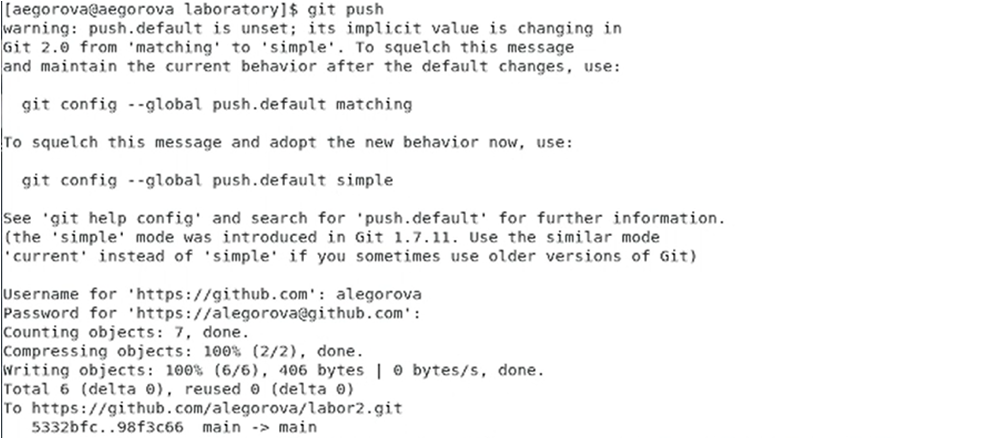 [aegorova@aegorova laboratory]$ git push
warning: push.default is unset; its implicit value is changing in
Git 2.0 from 'matching' to 'simple'. To squelch this message
and maintain the current behavior after the default changes, use:
git config --global push.default matching
To squelch this message and adopt the new behavior now, use:
git config --global push.default simple
See 'git help config' and search for 'push.default' for further information.
(the 'simple' mode was introduced in Git 1.7.11. Use the similar mode
'current' instead of 'simple' if you sometimes use older versions of Git)
Username for 'https://github.com': alegorova
Password for 'https://alegorova@github.com':
Counting objects: 7, done.
Compressing objects: 100% (2/2), done.
Writing objects: 100% (6/6), 406 bytes | 0 bytes/s, done.
Total 6 (delta 0), reused 0 (delta 0)
To https://github.com/alegorova/labor2.git
5332bfc..98f3c66  main -> main